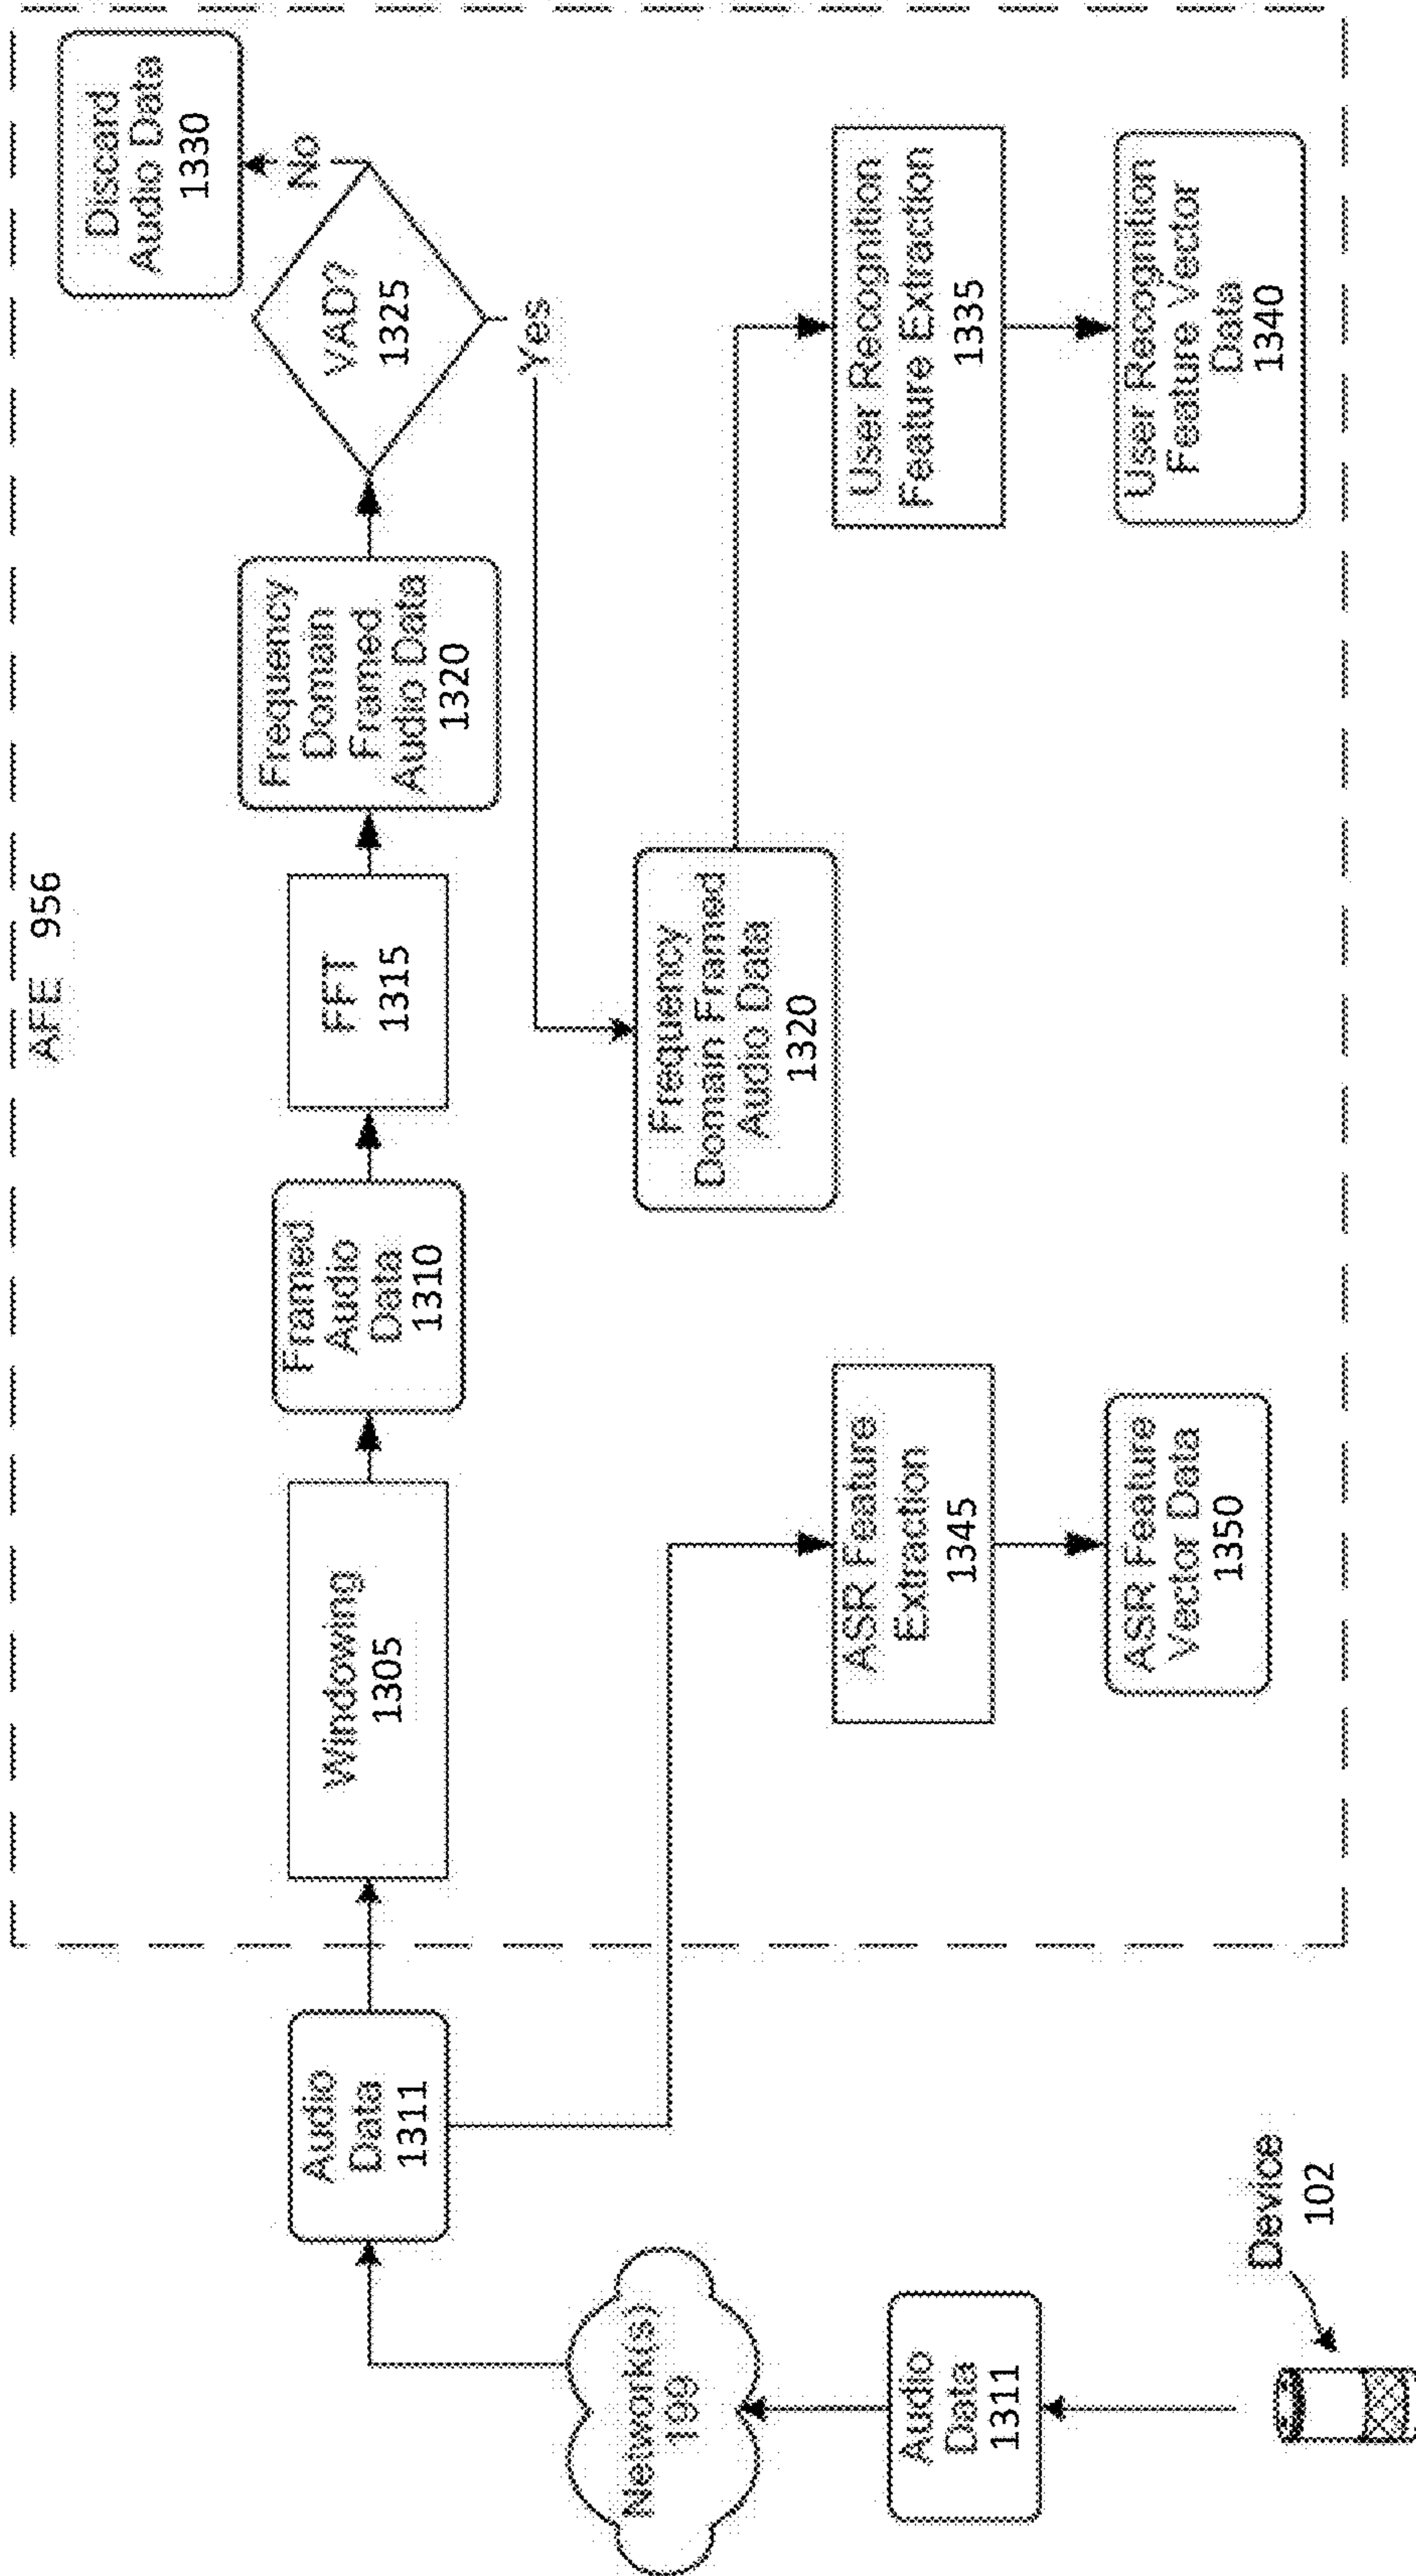 AFE 956
Discard
Audio Data
1330
No
VAD?
1325
Yes
Frequency
Domain
Framed
Audio Data
1320
FFT
1315
Framed
Audio
Data
1310
Windowing
1305
Audio
Data
1311
Networks(s)
199
Audio
Data
1311
Device
102
Frequency
Domain Framed
Audio Data
1320
User Recognition
Feature Extraction
1335
User Recognition
Feature Vector
Data
1340
ASR Feature
Extraction
1345
ASR Feature
Vector Data
1350